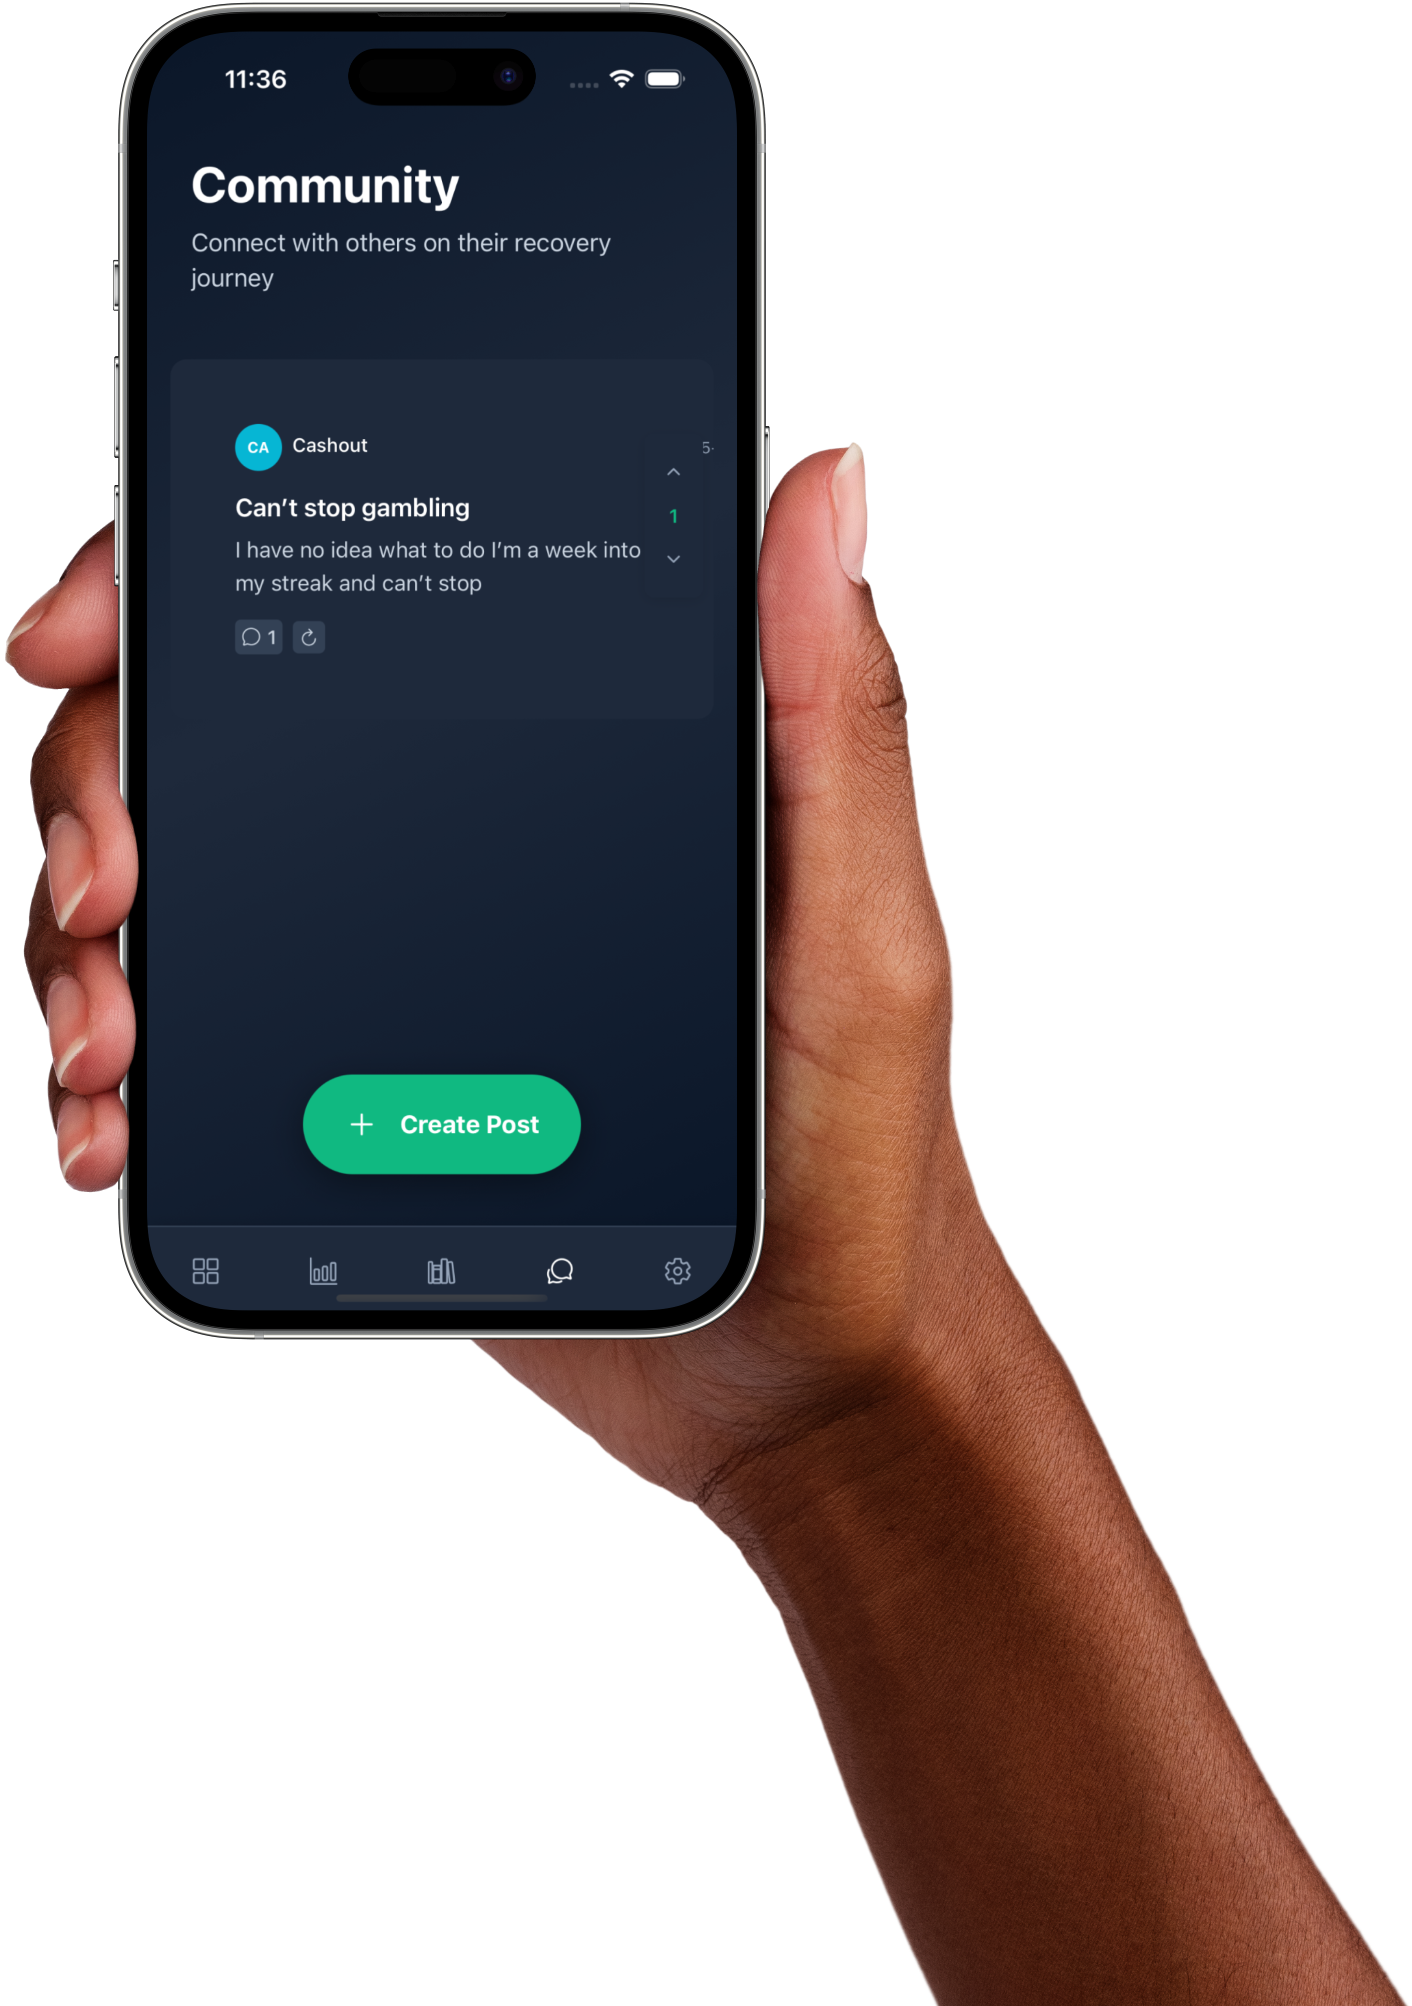 11:36
Community
Connect with others on their recovery
journey
CA Cashout
5-
Can’t stop gambling
1
I have no idea what to do I’m a week into
my streak and can’t stop
1
+ Create Post